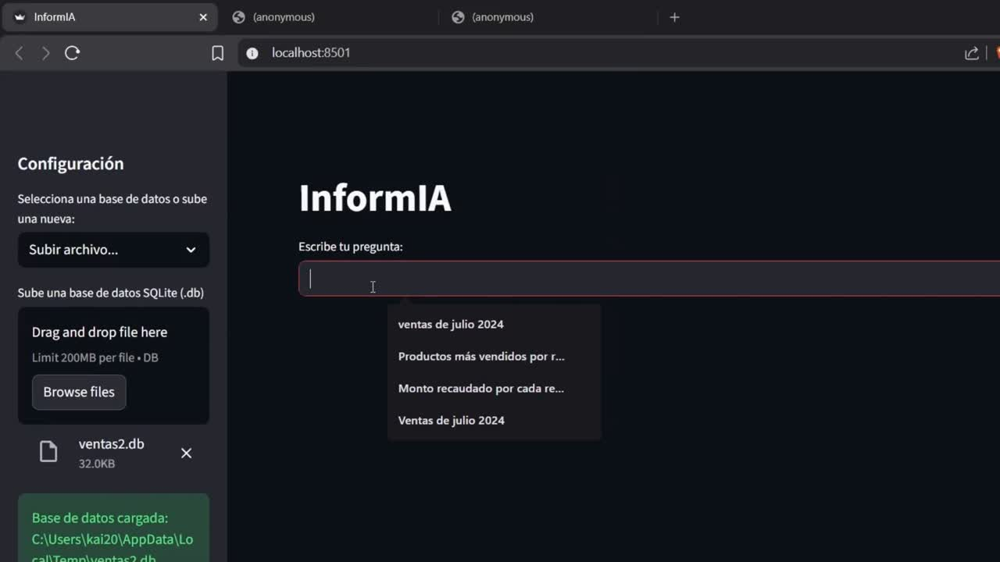 InformIA
(anonymous)
(anonymous)
localhost:8501
Configuración
Selecciona una base de datos o sube
una nueva:
Subir archivo...
Sube una base de datos SQLite (.db)
Drag and drop file here
Limit 200MB per file • DB
Browse files
ventas2.db
32.0KB
Base de datos cargada:
C:\Users\kai20\AppData\Lo
cal\Temp\ventas2.db
InformIA
Escribe tu pregunta:
ventas de julio 2024
Productos más vendidos por r...
Monto recaudado por cada re...
Ventas de julio 2024